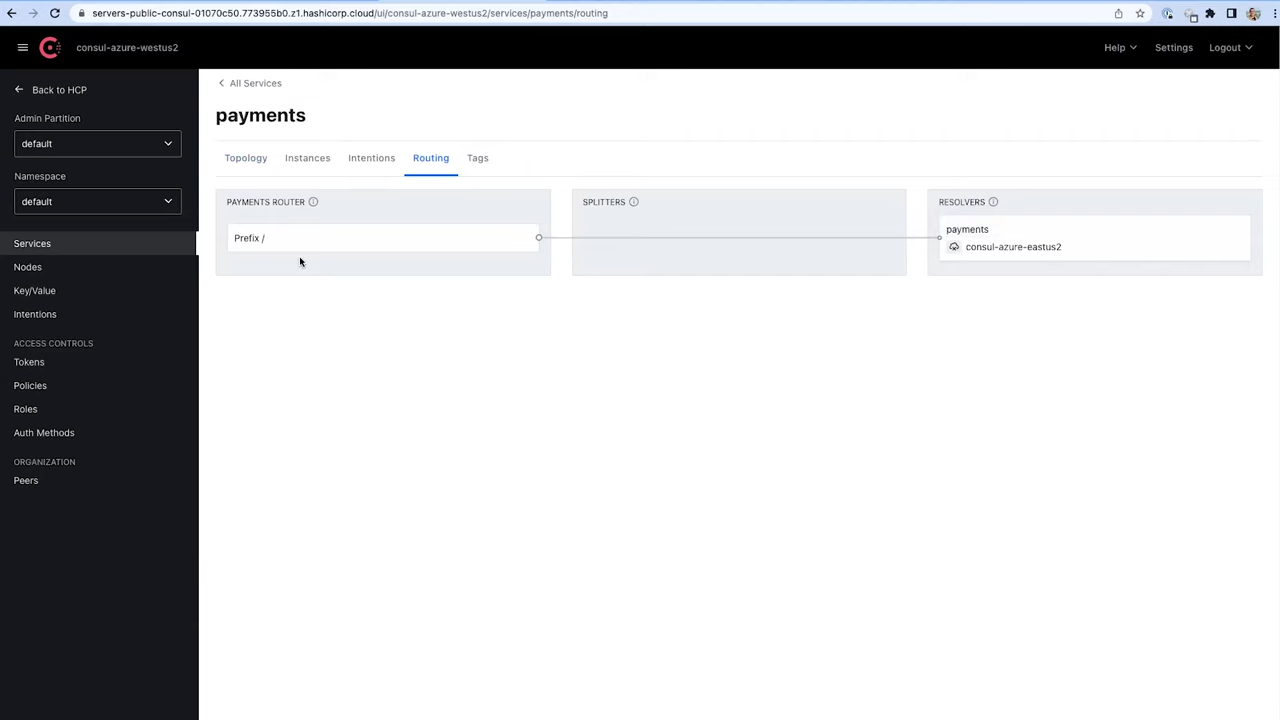 servers-public-consul-01070c50.773955b0.z1.hashicorp.cloud/ui/consul-azure-westus2/services/payments/routing
consul-azure-westus2
Help
Settings
Logout
Back to HCP
Admin Partition
default
Namespace
default
Services
Nodes
Key/Value
Intentions
ACCESS CONTROLS
Tokens
Policies
Roles
Auth Methods
ORGANIZATION
Peers
All Services
payments
Topology
Instances
Intentions
Routing
Tags
PAYMENTS ROUTER
Prefix /
SPLITTERS
RESOLVERS
payments
consul-azure-eastus2